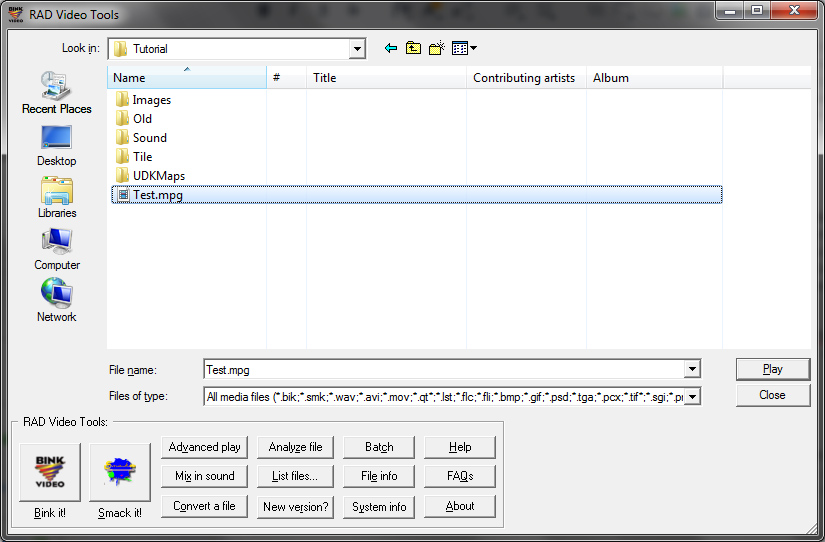 BINK
VIDEO
RAD Video Tools
Look in:
Tutorial
Name
#
Title
Contributing artists
Album
Recent Places
Desktop
Libraries
Computer
Network
Images
Old
Sound
Tile
UDKMaps
Test.mpg
File name:
Test.mpg
Play
Files of type:
All media files (*.bik;*.smk;*.wav;*.avi;*.mov;*.qt*;*.lst;*.flc;*.fli;*.bmp;*.gif;*.psd;*.tga;*.pcx;*.tif*;*.sgi;*.pn
Close
RAD Video Tools:
BINK
VIDEO
Bink it!
Smack it!
Advanced play
Analyze file
Batch
Help
Mix in sound
List files...
File info
FAQs
Convert a file
New version?
System info
About